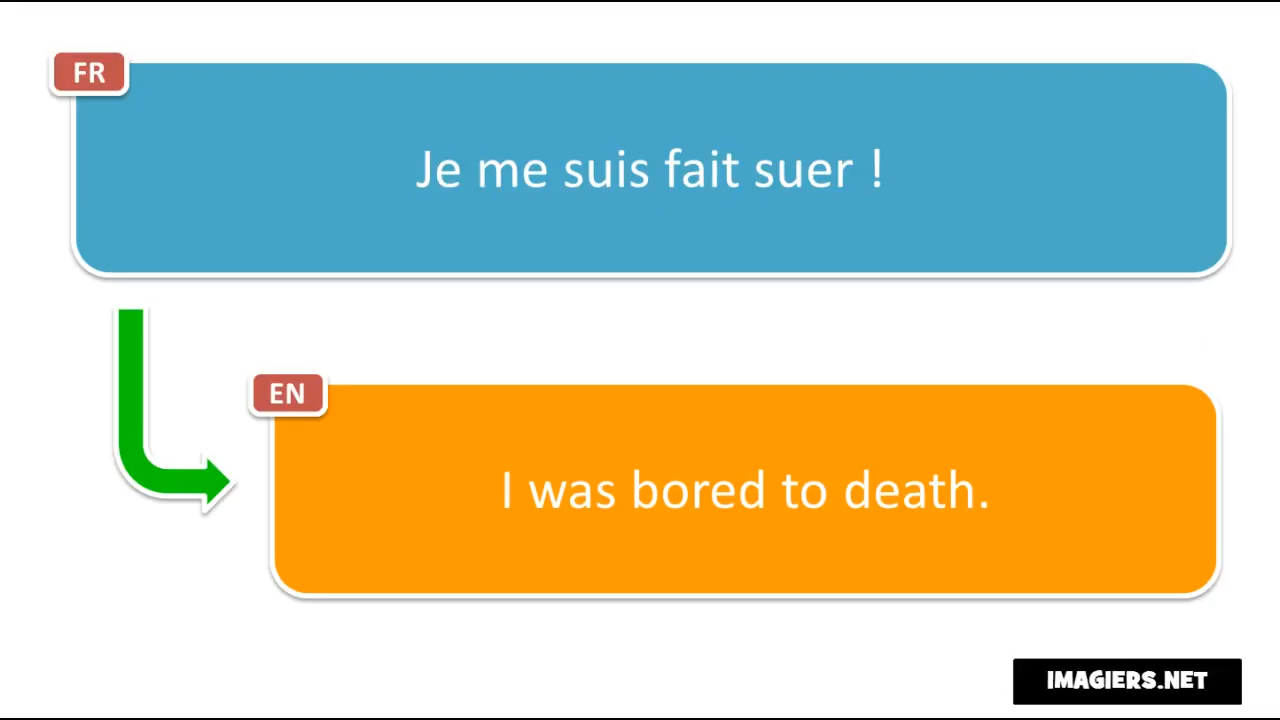 FR
Je me suis fait suer !
EN
I was bored to death.
IMAGIERS.NET